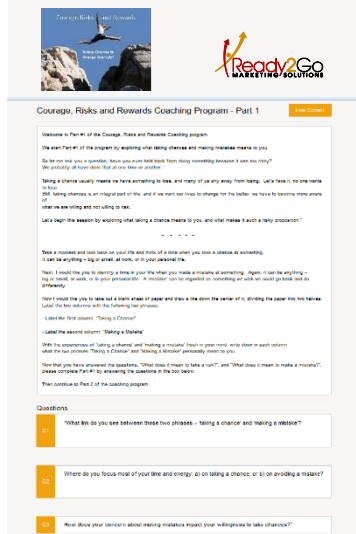 Courage, Risks, and Rewards
Taking Chances to
Change Your Life!
Ready2Go
MARKETING SOLUTIONS
Courage, Risks and Rewards Coaching Program - Part 1
Hide Content
Welcome to Part #1 of the Courage, Risks and Rewards Coaching program.
We start Part #1 of the program by exploring what taking chances and making mistakes means to you.
So let me ask you a question, have you ever held back from doing something because it was too risky?
We probably all have done that at one time or another.
Taking a chance usually means we have something to lose, and many of us shy away from losing. Let's face it, no one wants
to lose.
Still, taking chances is an integral part of life, and if we want our lives to change for the better, we have to become more aware
of
what we are willing and not willing to risk.
Let's begin this session by exploring what taking a chance means to you, and what makes it such a risky proposition."
- - - - -
Take a moment and look back on your life and think of a time when you took a chance at something.
It can be anything – big or small, at work, or in your personal life.
Next, I would like you to identify a time in your life when you made a mistake at something. Again, it can be anything –
big or small, at work, or in your personal life. A 'mistake' can be regarded as something we wish we could go back and do
differently.
Now I would like you to take out a blank sheet of paper and draw a line down the center of it, dividing the paper into two halves.
Label the two columns with the following two phrases:
- Label the first column "Taking a Chance"
- Label the second column "Making a Mistake"
With the experiences of 'taking a chance' and 'making a mistake' fresh in your mind, write down in each column
what the two phrases "Taking a Chance" and "Making a Mistake" personally mean to you.
Now that you have answered the questions, "What does it mean to take a risk?", and "What does it mean to make a mistake?",
please complete Part #1 by answering the questions in the box below.
Then continue to Part 2 of the coaching program.
Questions
Q1
"What link do you see between these two phrases – 'taking a chance' and 'making a mistake'?
Q2
Where do you focus most of your time and energy: a) on taking a chance, or b) on avoiding a mistake?
Q3
How does your concern about making mistakes impact your willingness to take chances?"